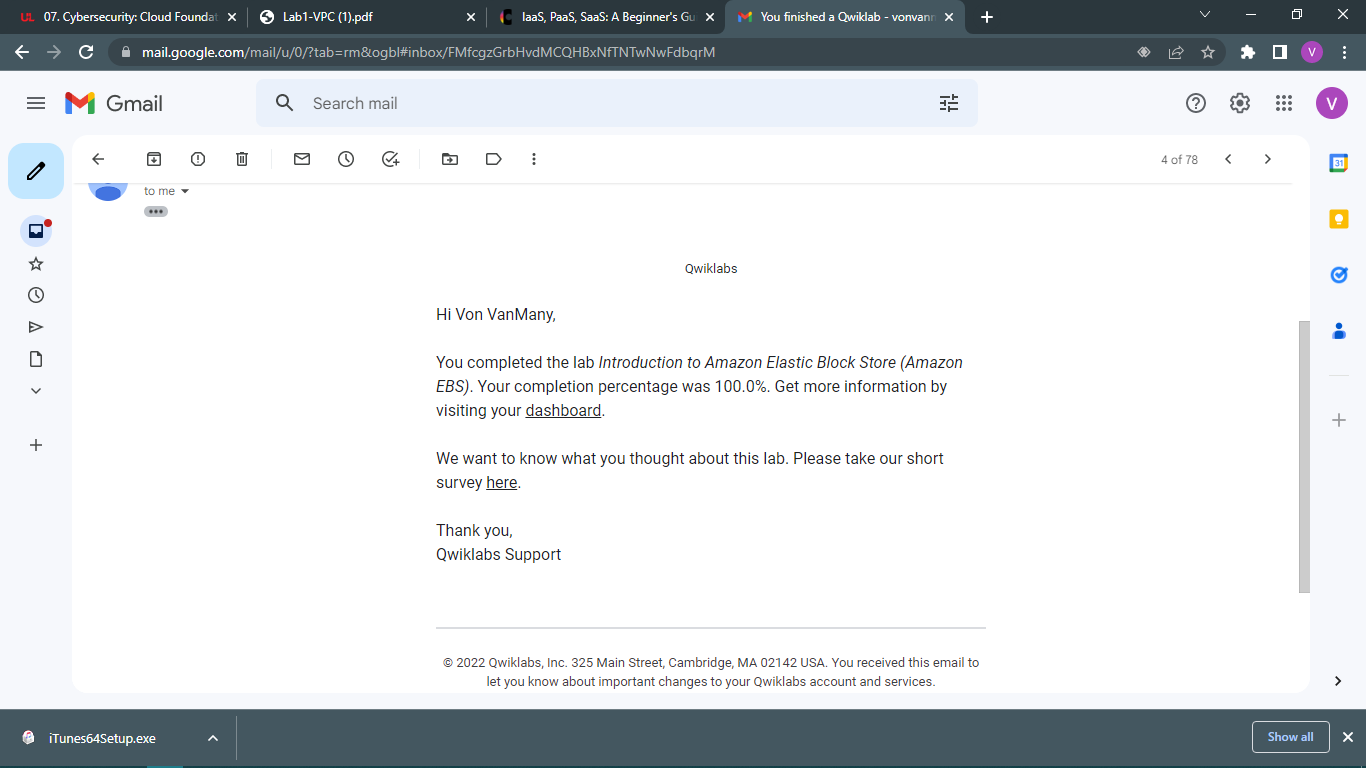 07. Cybersecurity: Cloud Foundat
Lab1-VPC (1).pdf
IaaS, PaaS, SaaS: A Beginner's Gu
You finished a Qwiklab - vonvann
mail.google.com/mail/u/0/?tab=rm&ogbl#inbox/FMfcgzGrbHvdMCQHBxNfTNTwNwFdbqrM
V
Gmail
Search mail
V
4 of 78
31
to me
Qwiklabs
Hi Von VanMany,
You completed the lab Introduction to Amazon Elastic Block Store (Amazon
EBS). Your completion percentage was 100.0%. Get more information by
visiting your dashboard.
We want to know what you thought about this lab. Please take our short
survey here.
Thank you,
Qwiklabs Support
© 2022 Qwiklabs, Inc. 325 Main Street, Cambridge, MA 02142 USA. You received this email to
let you know about important changes to your Qwiklabs account and services.
iTunes64Setup.exe
Show all